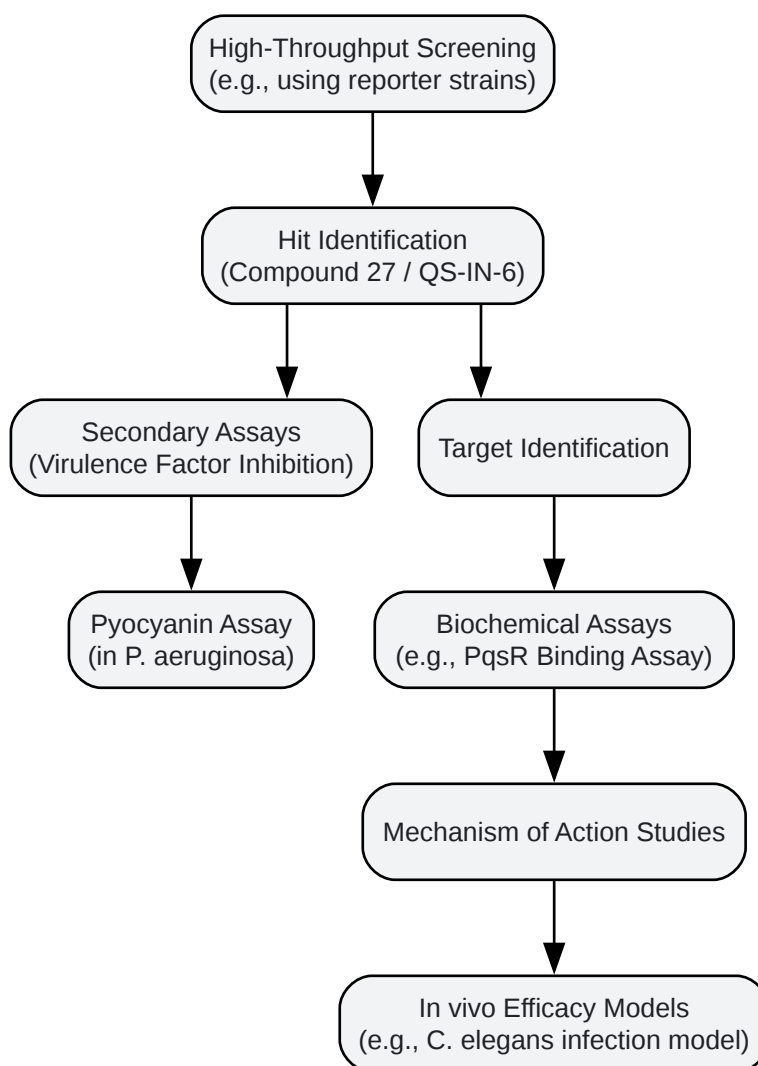 High-Throughput Screening
(e.g., using reporter strains)
Hit Identification
(Compound 27 / QS-IN-6)
Secondary Assays
(Virulence Factor Inhibition)
Target Identification
Pyocyanin Assay
(in P. aeruginosa)
Biochemical Assays
(e.g., PqsR Binding Assay)
Mechanism of Action Studies
In vivo Efficacy Models
(e.g., C. elegans infection model)